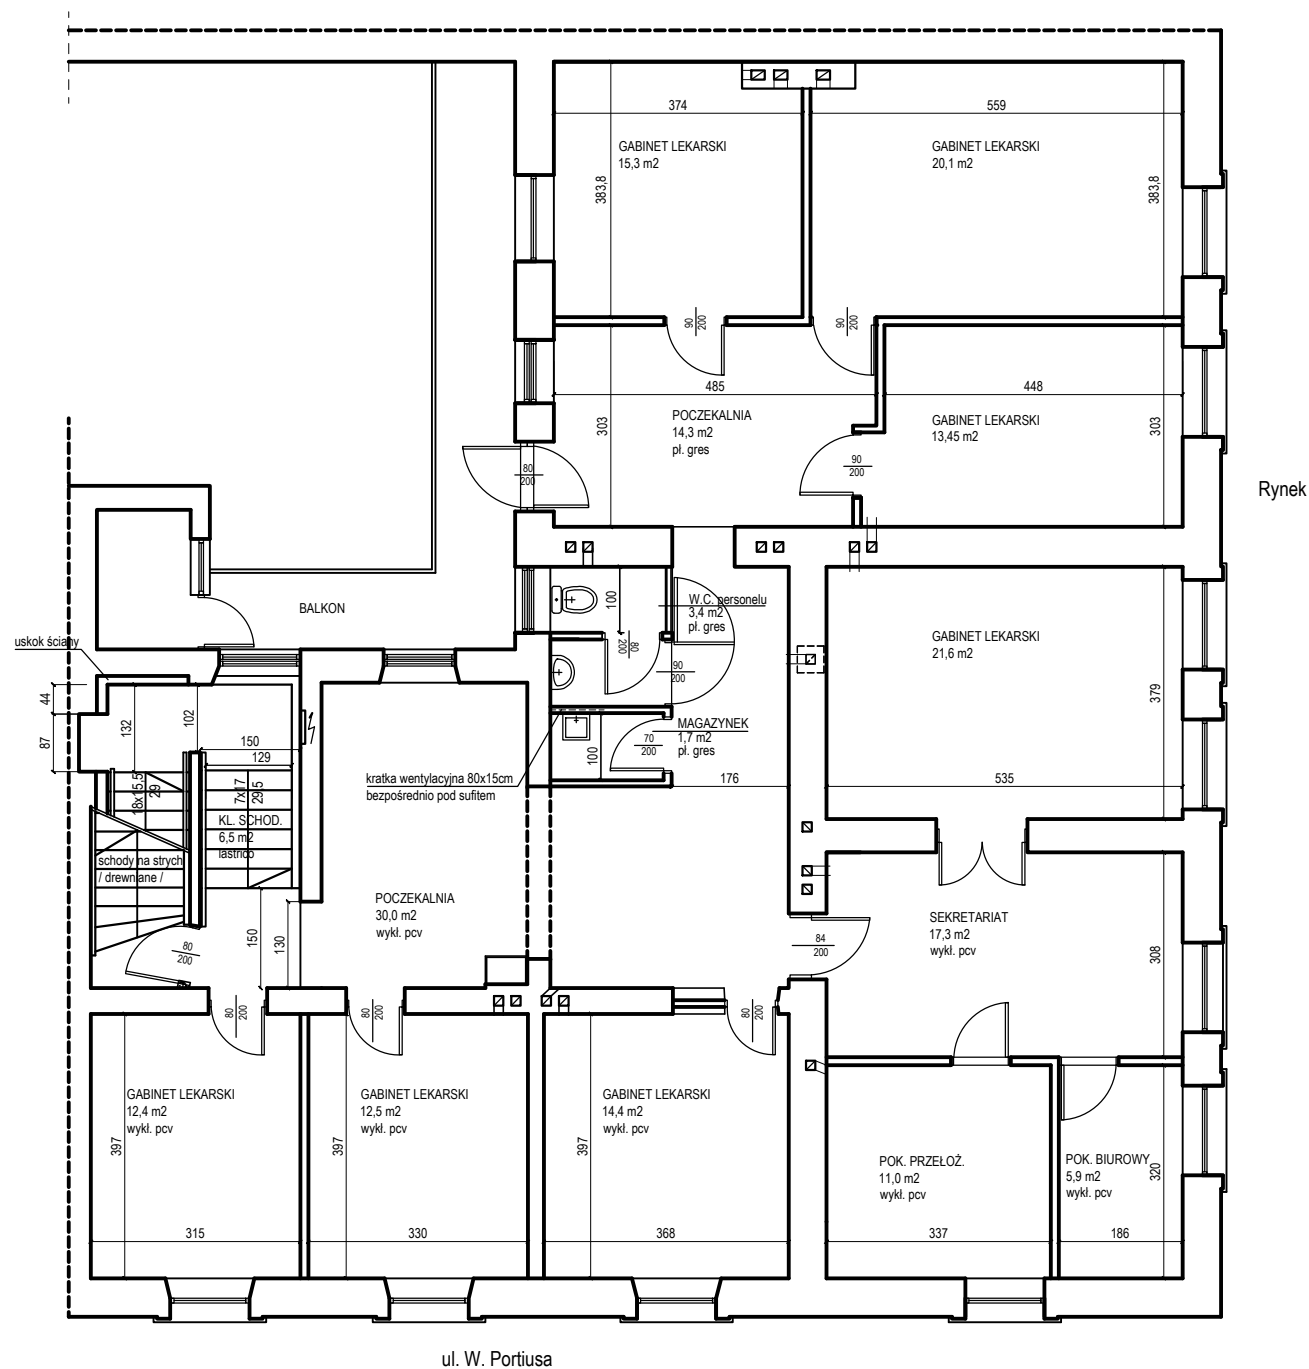 374
559
GABINET LEKARSKI
15,3 m2
383,8
GABINET LEKARSKI
20,1 m2
383,8
90
200
90
200
485
448
POCZEKALNIA
14,3 m2
pł. gres
303
GABINET LEKARSKI
13,45 m2
303
90
200
80
200
Rynek
BALKON
uskok ściany
W.C. personelu
3,4 m2
pł. gres
100
80
200
90
200
GABINET LEKARSKI
21,6 m2
379
535
44
87
132
102
150
129
MAGAZYNEK
1,7 m2
pł. gres
70
200
100
176
kratka wentylacyjna 80x15cm
bezpośrednio pod sufitem
18x15,5
29
7x17
29,5
KL. SCHOD.
6,5 m2
lastrico
schody na strych
/ drewniane /
POCZEKALNIA
30,0 m2
wykł. pcv
150
130
80
200
84
200
SEKRETARIAT
17,3 m2
wykł. pcv
308
80
200
80
200
80
200
GABINET LEKARSKI
12,4 m2
wykł. pcv
397
315
GABINET LEKARSKI
12,5 m2
wykł. pcv
397
330
GABINET LEKARSKI
14,4 m2
wykł. pcv
397
368
POK. PRZEŁOŻ.
11,0 m2
wykł. pcv
337
POK. BIUROWY
5,9 m2
wykł. pcv
320
186
ul. W. Portiusa